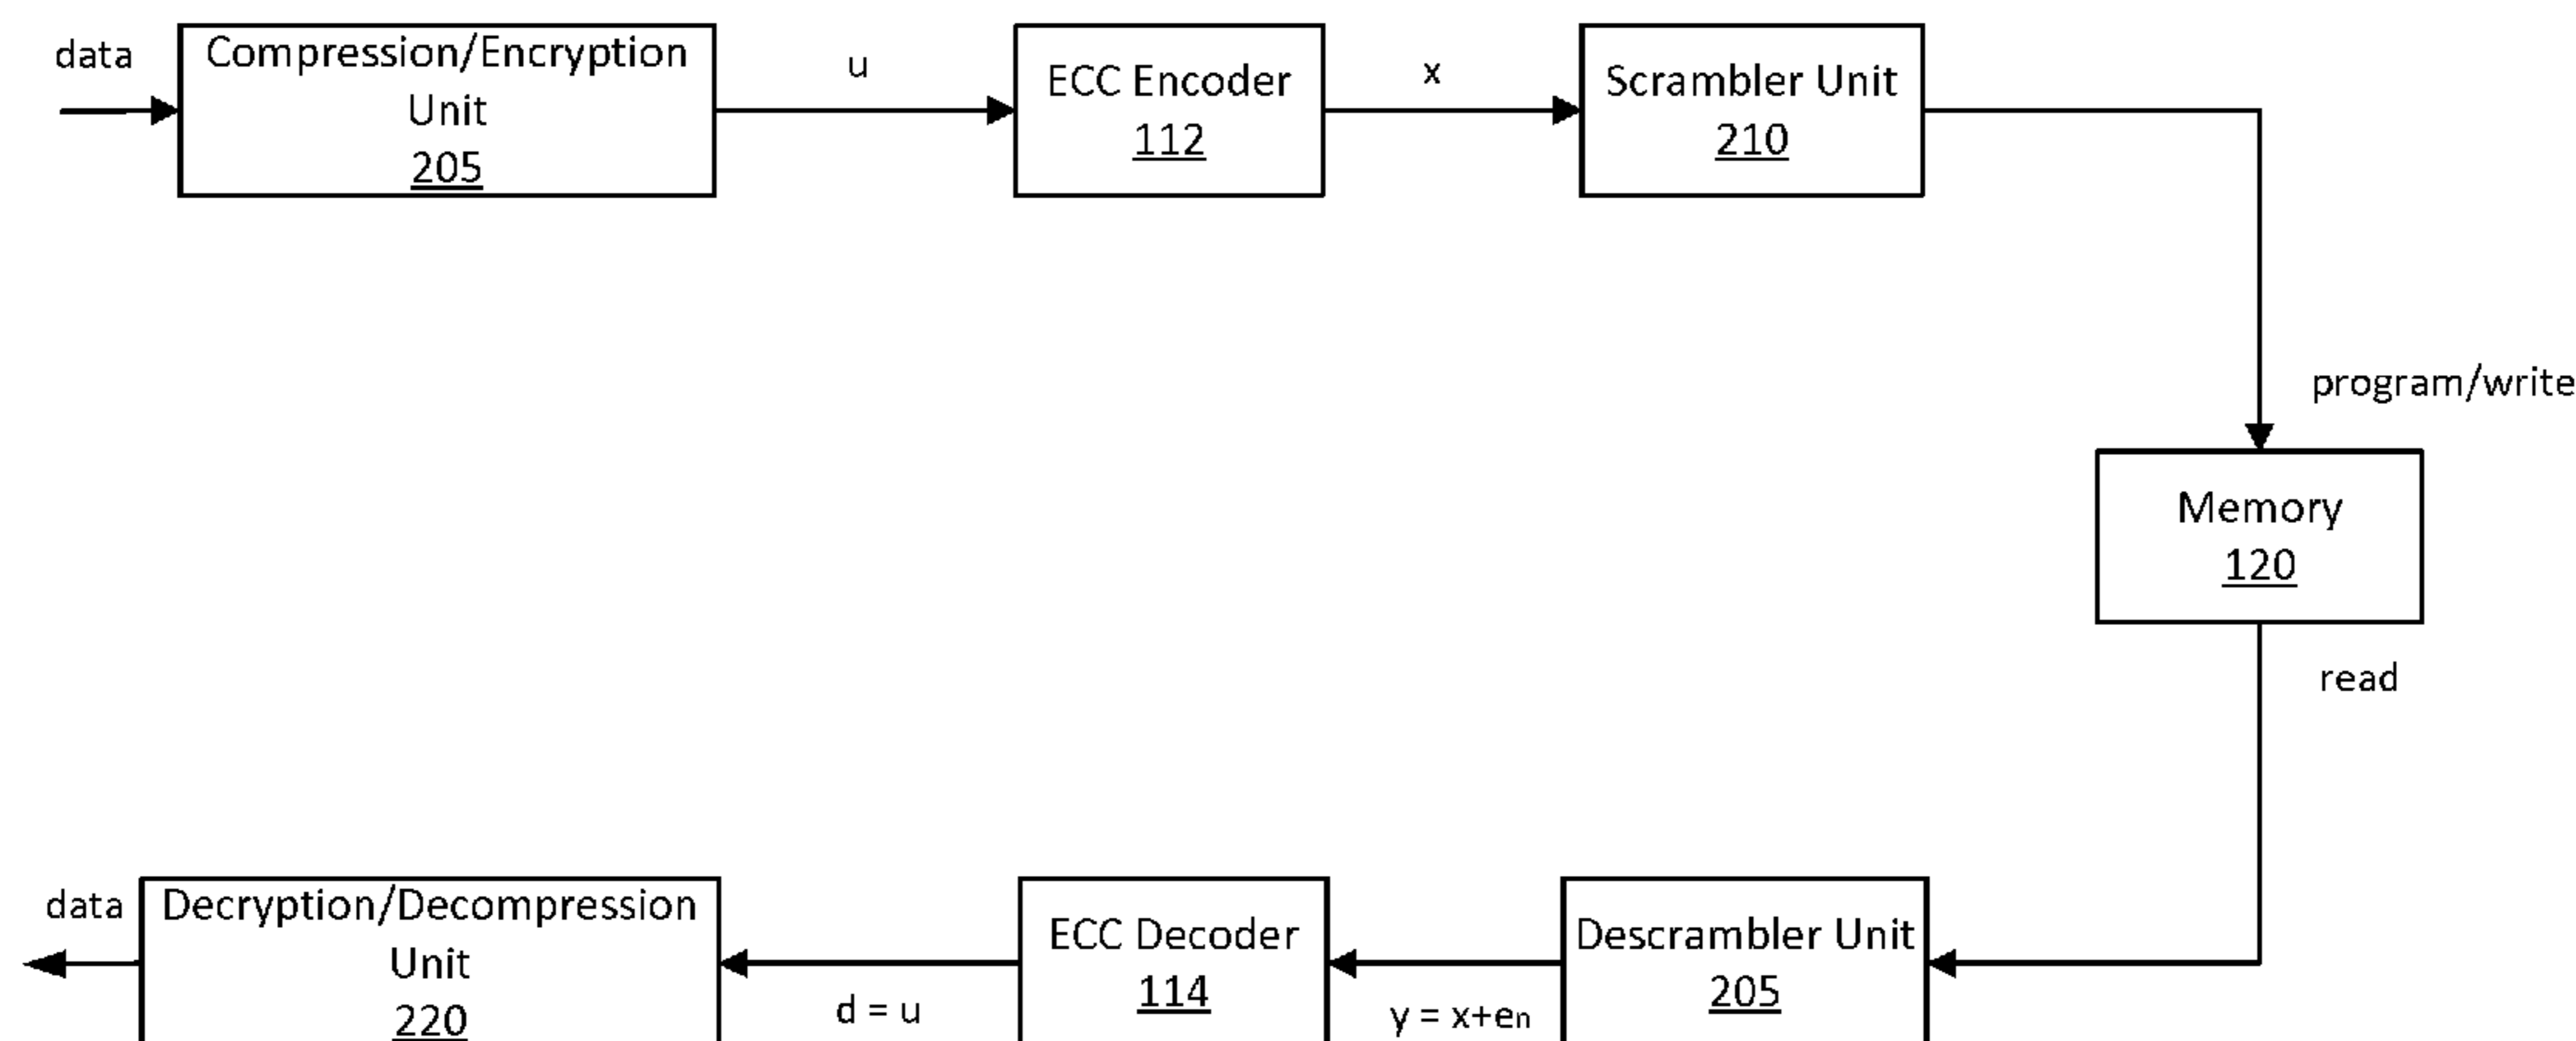 data
Compression/Encryption
Unit
205
u
ECC Encoder
112
x
Scrambler Unit
210
program/write
Memory
120
read
data
Decryption/Decompression
Unit
220
d = u
ECC Decoder
114
y = x+en
Descrambler Unit
205